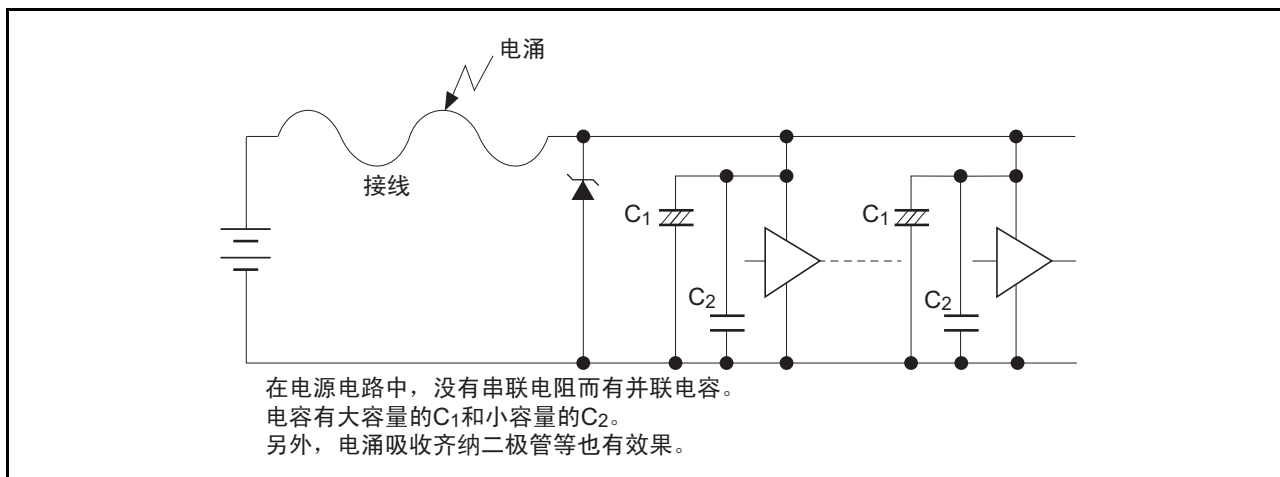 电涌
接线
C1
C1
C2
C2
在电源电路中，没有串联电阻而有并联电容。
电容有大容量的C1和小容量的C2。
另外，电涌吸收齐纳二极管等也有效果。